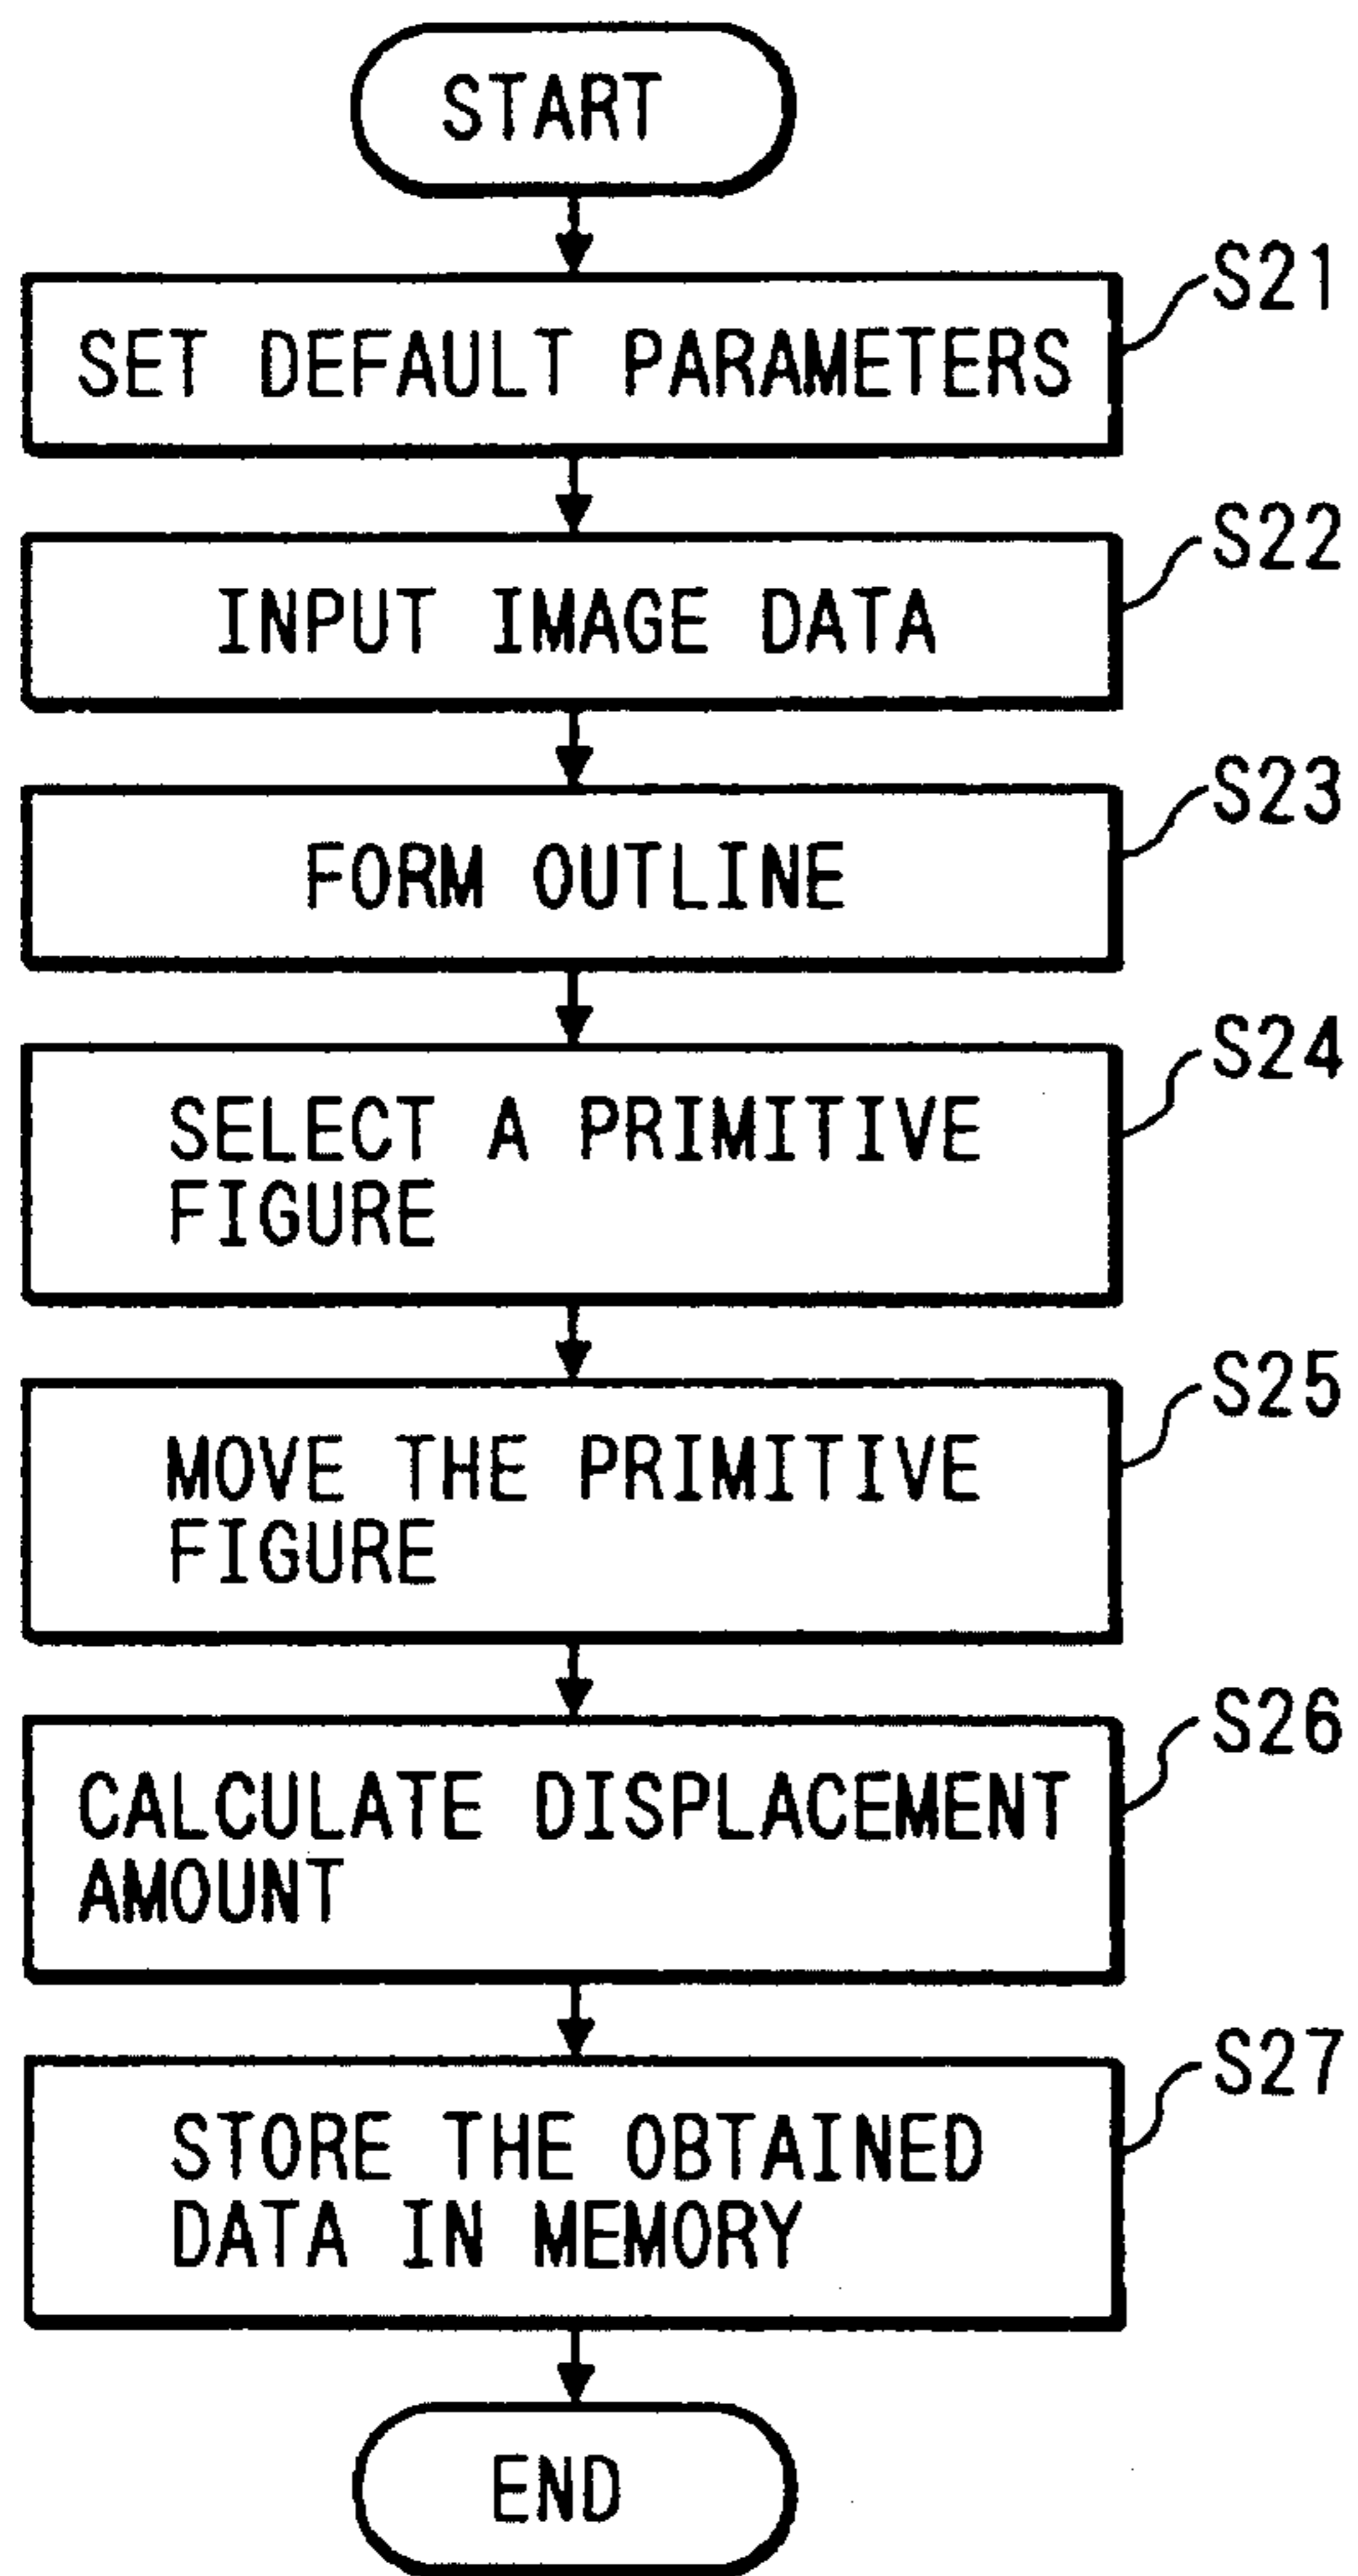 START
S21
SET DEFAULT PARAMETERS
S22
INPUT IMAGE DATA
S23
FORM OUTLINE
S24
SELECT A PRIMITIVE
FIGURE
S25
MOVE THE PRIMITIVE
FIGURE
S26
CALCULATE DISPLACEMENT
AMOUNT
S27
STORE THE OBTAINED
DATA IN MEMORY
END